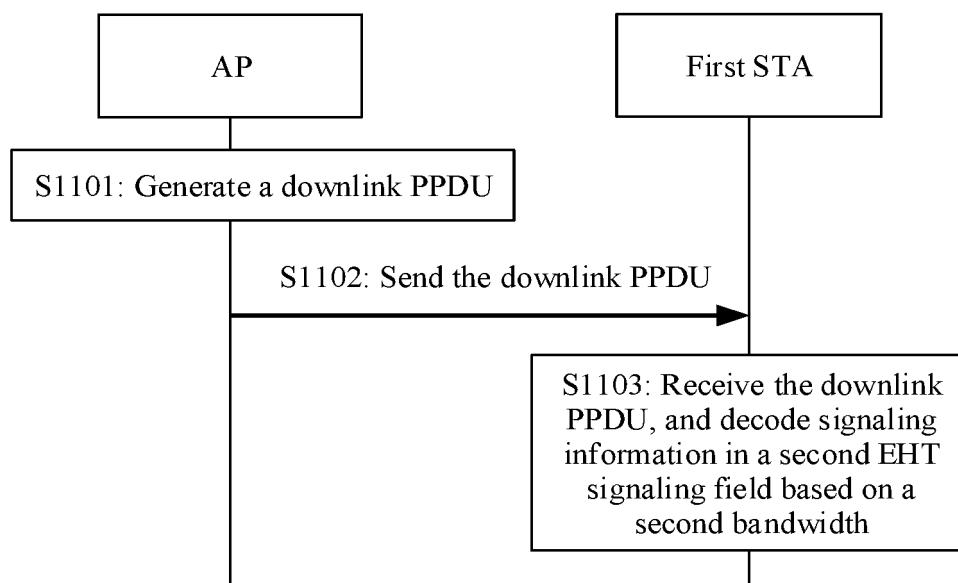 AP
First STA
S1101: Generate a downlink PPDU
S1102: Send the downlink PPDU
S1103: Receive the downlink
PPDU, and decode signaling
information in a second EHT
signaling field based on a
second bandwidth